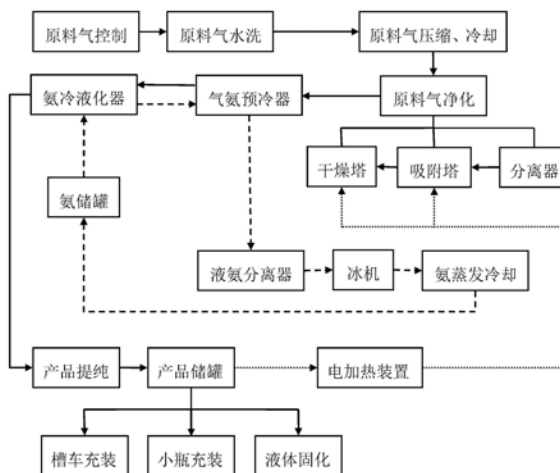 原料气控制
原料气水洗
原料气压缩、冷却
氨冷液化器
气氨预冷器
原料气净化
干燥塔
吸附塔
分离器
氨储罐
液氨分离器
冰机
氨蒸发冷却
产品提纯
产品储罐
电加热装置
槽车充装
小瓶充装
液体固化